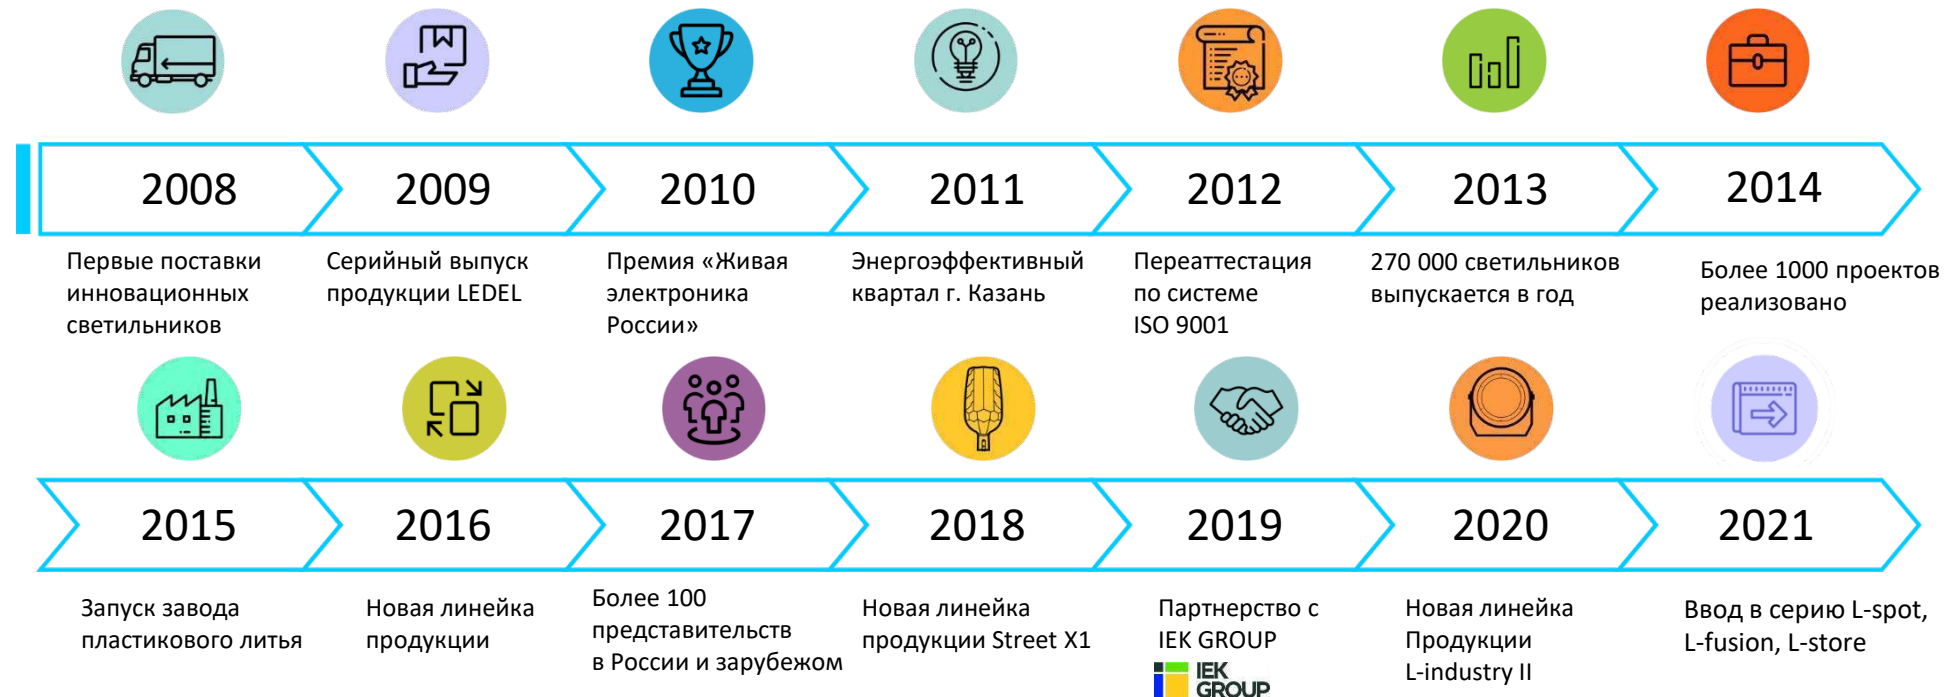 2008
2009
2010
2011
2012
2013
2014
Первые поставки
инновационных
светильников
Серийный выпуск
продукции LEDEL
Премия «Живая
электроника
России»
Энергоэффективный
квартал г. Казань
Переаттестация
по системе
ISO 9001
270 000 светильников
выпускается в год
Более 1000 проектов
реализовано
2015
2016
2017
2018
2019
2020
2021
Запуск завода
пластикового литья
Новая линейка
продукции
Более 100
представительств
в России и зарубежом
Новая линейка
продукции Street X1
Партнерство с
IEK GROUP
IEK
GROUP
Новая линейка
Продукции
L-industry II
Ввод в серию L-spot,
L-fusion, L-store